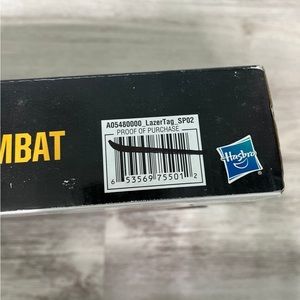 MBAT
A05480000_LazerTag_SP02
PROOF OF PURCHASE
6 53569 75501 2
Hasbro